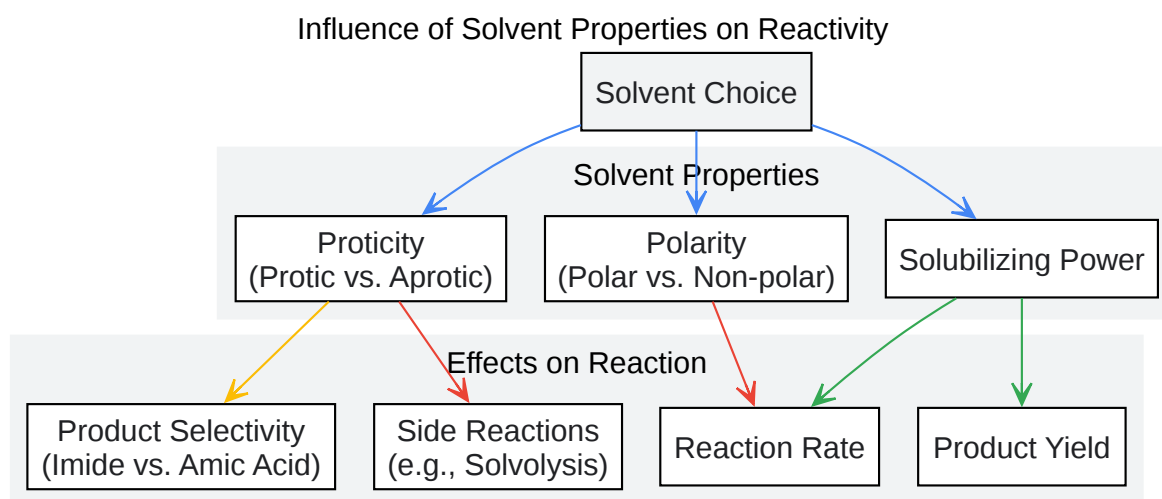 Influence of Solvent Properties on Reactivity
Solvent Choice
Solvent Properties
Proticity
(Protic vs. Aprotic)
Polarity
(Polar vs. Non-polar)
Solubilizing Power
Effects on Reaction
Product Selectivity
(Imide vs. Amic Acid)
Side Reactions
(e.g., Solvolysis)
Reaction Rate
Product Yield